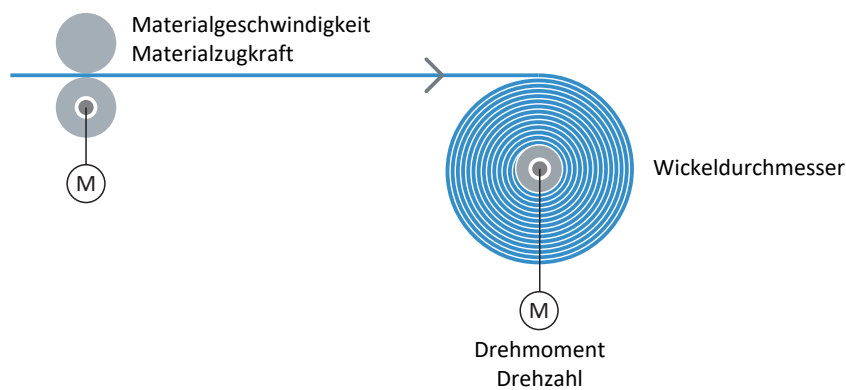 Materialgeschwindigkeit
Materialzugkraft
Wickeldurchmesser
M
M
Drehmoment
Drehzahl